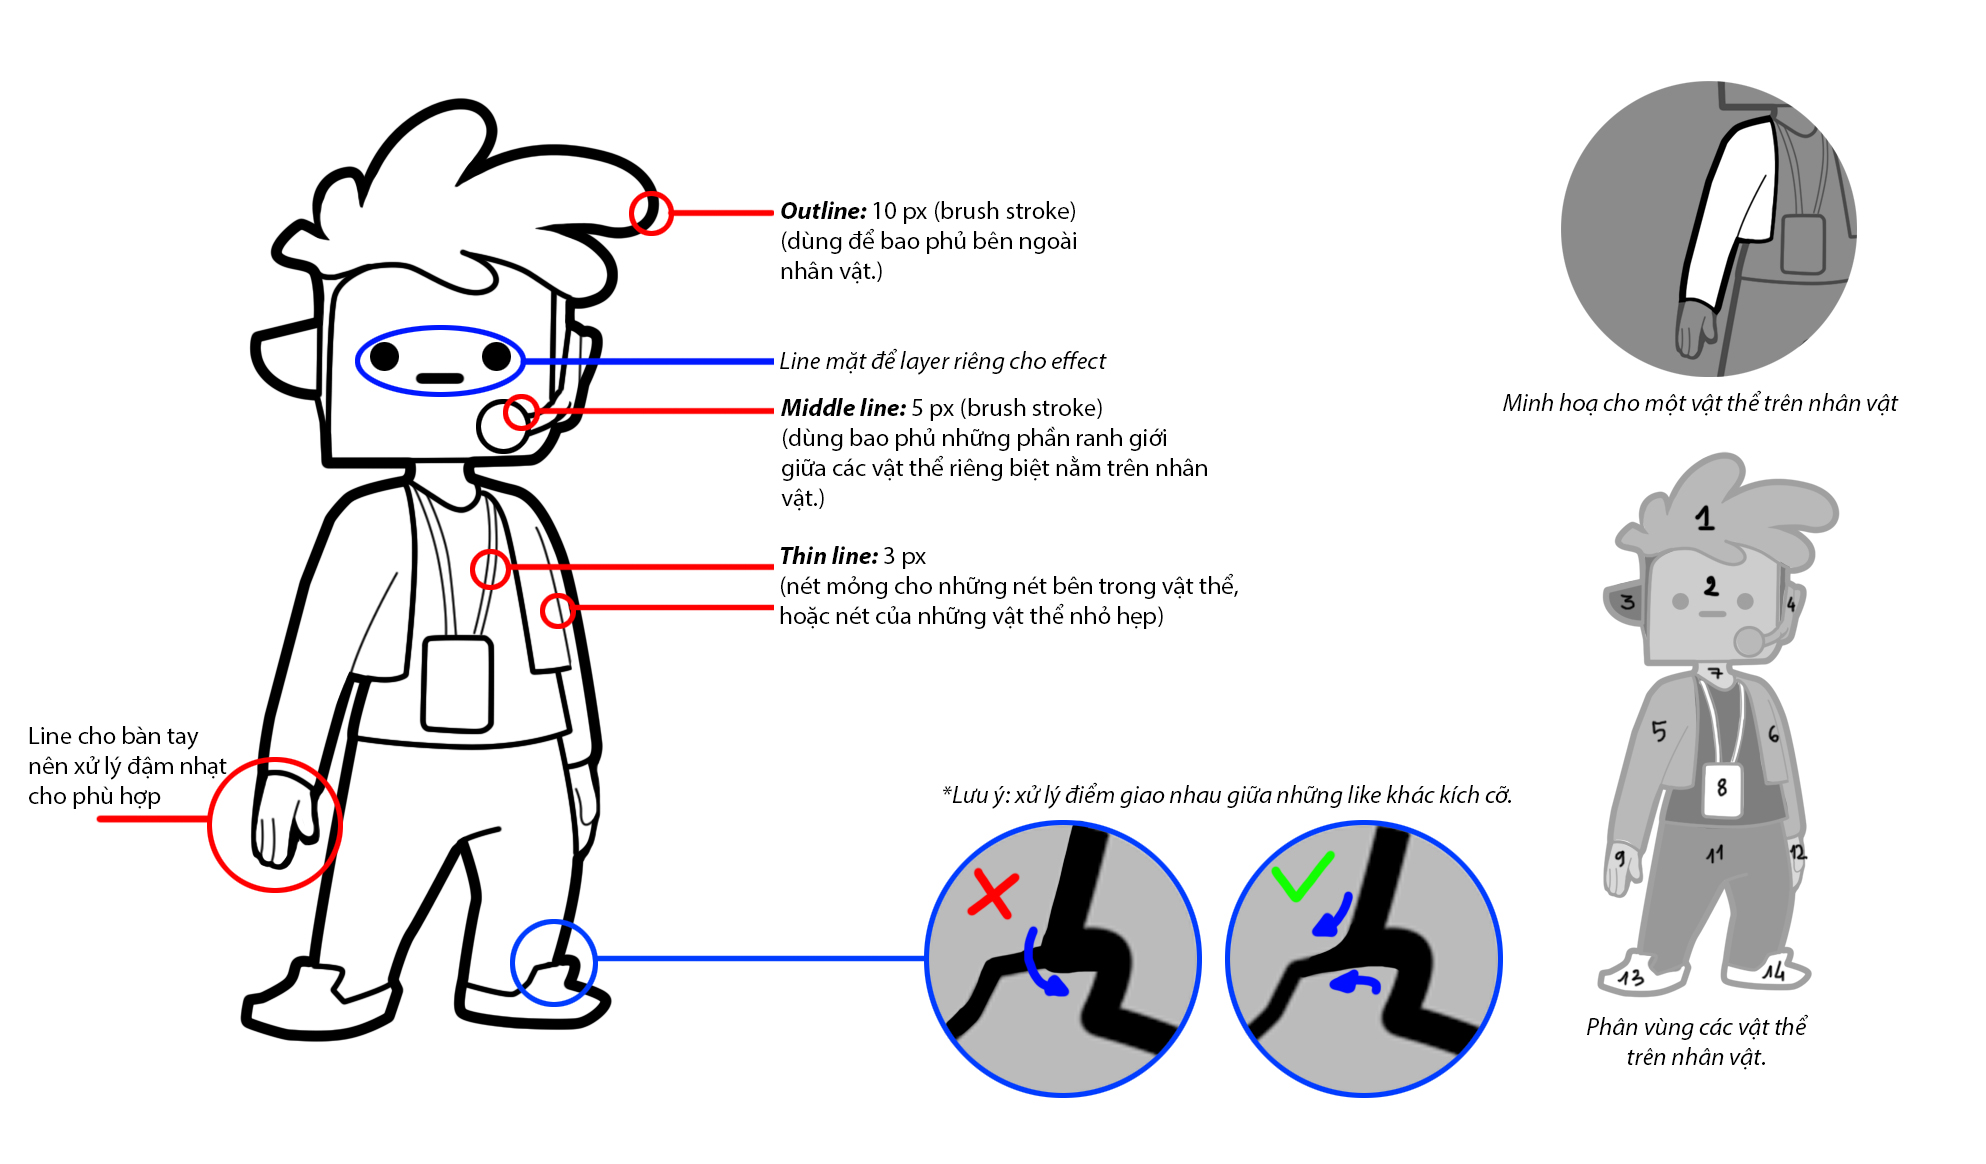 Outline: 10 px (brush stroke)
(dùng để bao phủ bên ngoài
nhân vật.)
Line mặt để layer riêng cho effect
Middle line: 5 px (brush stroke)
(dùng bao phủ những phần ranh giới
giữa các vật thể riêng biệt nằm trên nhân
vật.)
Thin line: 3 px
(nét mỏng cho những nét bên trong vật thể,
hoặc nét của những vật thể nhỏ hẹp)
Line cho bàn tay
nên xử lý đậm nhạt
cho phù hợp
*Lưu ý: xử lý điểm giao nhau giữa những like khác kích cỡ.
Minh hoạ cho một vật thể trên nhân vật
1
2
3
4
7
5
6
8
9
11
12
13
14
Phân vùng các vật thể
trên nhân vật.